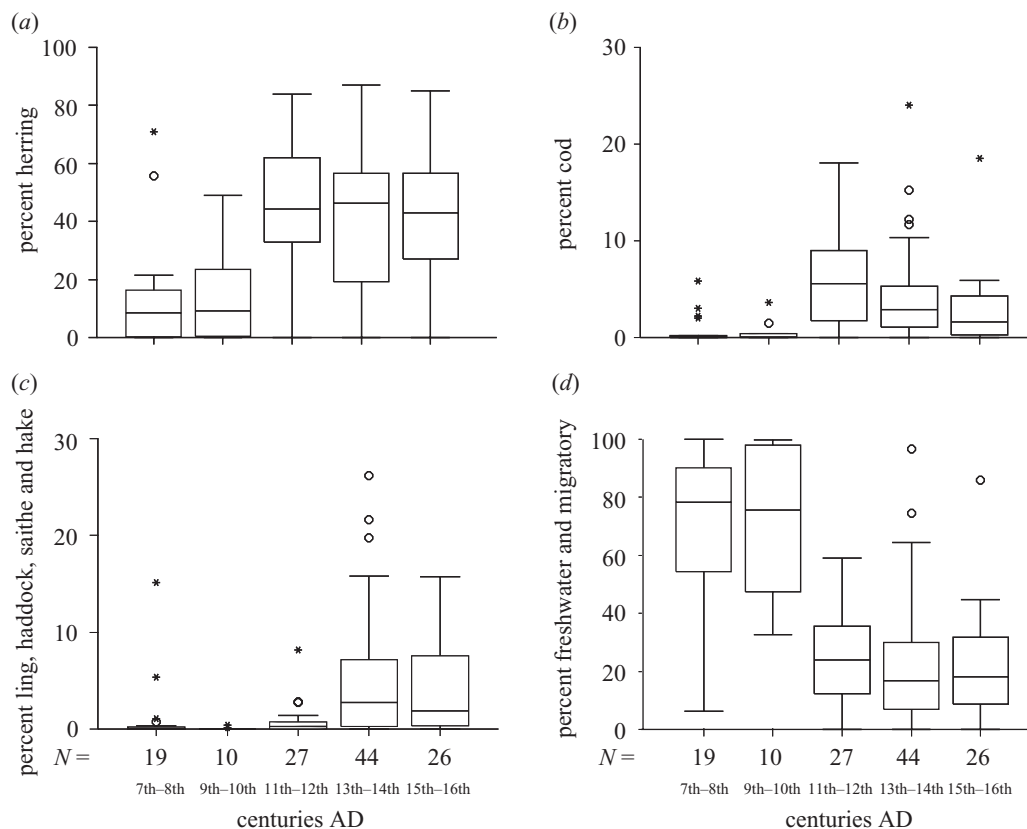 (a)
percent herring
100
80
60
40
20
0
(b)
percent cod
30
20
10
0
(c)
percent ling, haddock, saithe and hake
30
20
10
0
N = 19 10 27 44 26
7th–8th 9th–10th 11th–12th 13th–14th 15th–16th
centuries AD
(d)
percent freshwater and migratory
100
80
60
40
20
0
N = 19 10 27 44 26
7th–8th 9th–10th 11th–12th 13th–14th 15th–16th
centuries AD